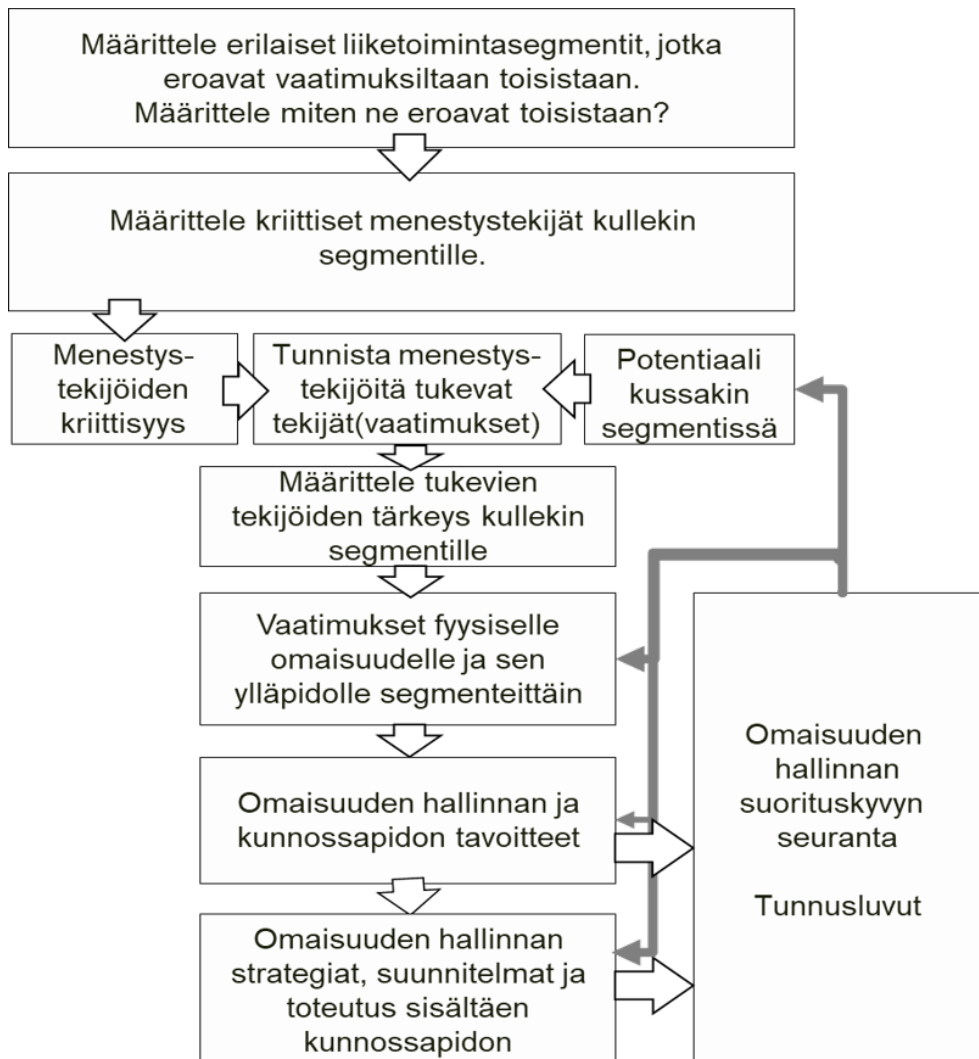 Määrittele erilaiset liiketoimintasegmentit, jotka
eroavat vaatimuksiltaan toisistaan.
Määrittele miten ne eroavat toisistaan?
Määrittele kriittiset menestystekijät kullekin
segmentille.
Menestys-
tekijöiden
kriittisyys
Tunnista menestys-
tekijöitä tukevat
tekijät(vaatimukset)
Potentiaali
kussakin
segmentissä
Määrittele tukevien
tekijöiden tärkeys kullekin
segmentille
Vaatimukset fyysiselle
omaisuudelle ja sen
ylläpidolle segmenteittäin
Omaisuuden hallinnan ja
kunnossapidon tavoitteet
Omaisuuden hallinnan
strategiat, suunnitelmat ja
toteutus sisältäen
kunnossapidon
Omaisuuden
hallinnan
suorituskyvyn
seuranta
Tunnusluvut